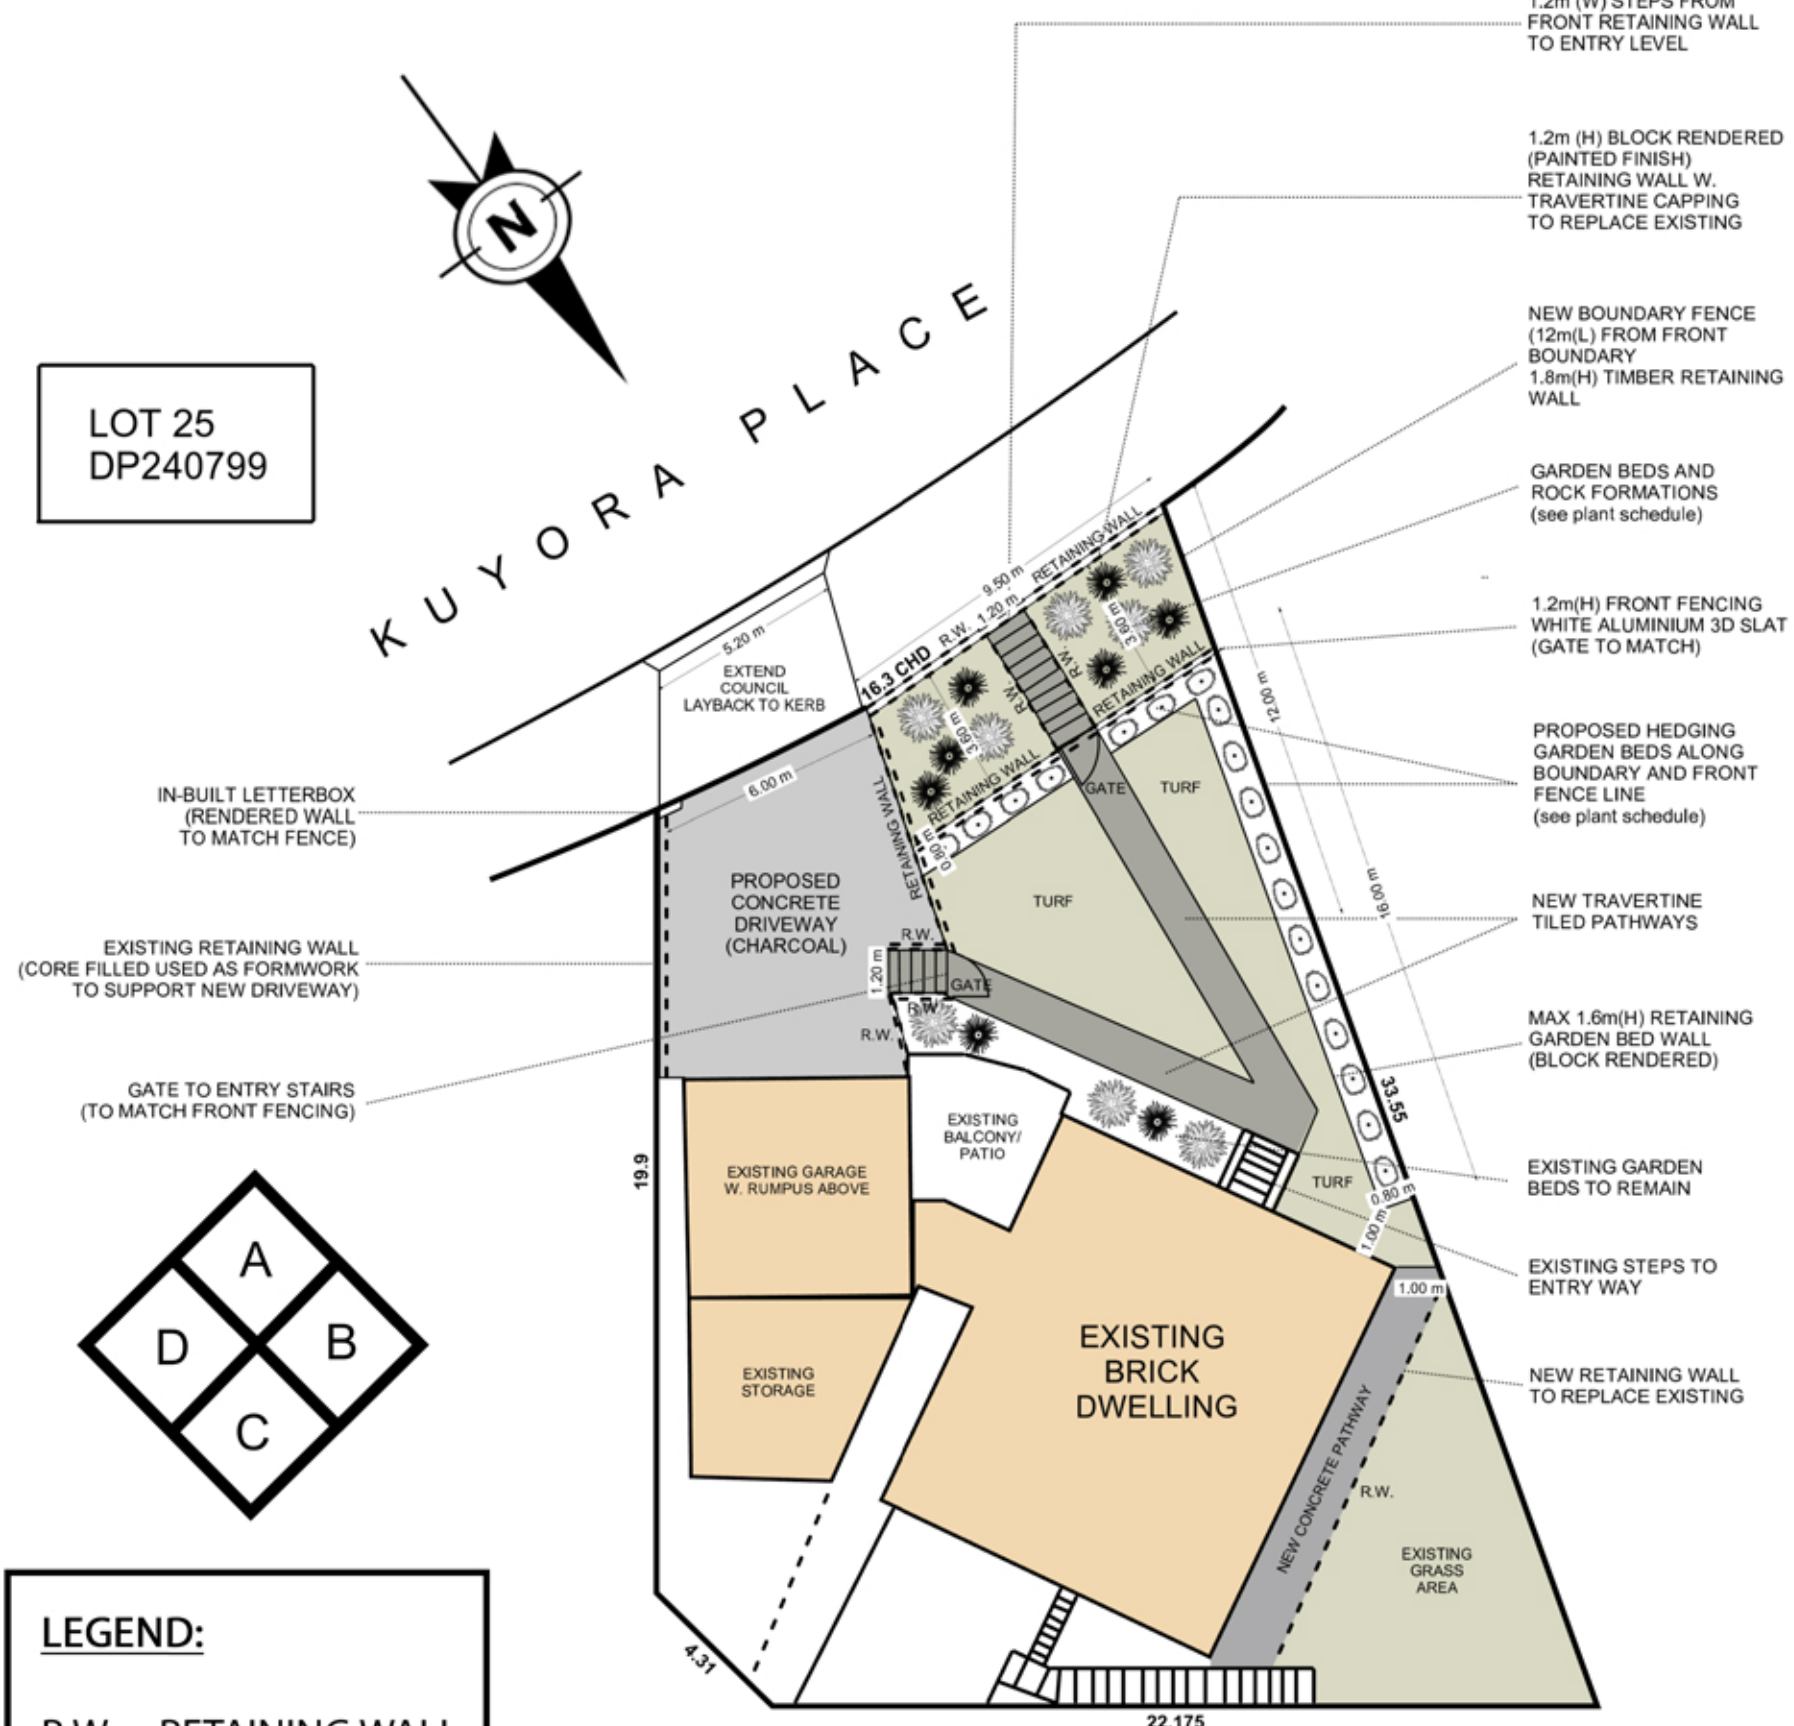 1.2m (W) STEPS FROM
FRONT RETAINING WALL
TO ENTRY LEVEL
1.2m (H) BLOCK RENDERED
(PAINTED FINISH)
RETAINING WALL W.
TRAVERTINE CAPPING
TO REPLACE EXISTING
N
KUYORA PLACE
LOT 25
DP240799
NEW BOUNDARY FENCE
(12m(L) FROM FRONT
BOUNDARY
1.8m(H) TIMBER RETAINING
WALL
GARDEN BEDS AND
ROCK FORMATIONS
(see plant schedule)
1.2m(H) FRONT FENCING
WHITE ALUMINIUM 3D SLAT
(GATE TO MATCH)
PROPOSED HEDGING
GARDEN BEDS ALONG
BOUNDARY AND FRONT
FENCE LINE
(see plant schedule)
NEW TRAVERTINE
TILED PATHWAYS
MAX 1.6m(H) RETAINING
GARDEN BED WALL
(BLOCK RENDERED)
EXISTING GARDEN
BEDS TO REMAIN
EXISTING STEPS TO
ENTRY WAY
NEW RETAINING WALL
TO REPLACE EXISTING
IN-BUILT LETTERBOX
(RENDERED WALL
TO MATCH FENCE)
EXISTING RETAINING WALL
(CORE FILLED USED AS FORMWORK
TO SUPPORT NEW DRIVEWAY)
GATE TO ENTRY STAIRS
(TO MATCH FRONT FENCING)
5.20 m
EXTEND
COUNCIL
LAYBACK TO KERB
9.50 m
RETAINING WALL
1.20 m
R.W.
16.3 CHD
3.60 m
R.W.
R.W.
RETAINING WALL
3.60 m
RETAINING WALL
0.80 m
6.00 m
RETAINING WALL
GATE
TURF
TURF
12.00 m
16.00 m
33.55
PROPOSED
CONCRETE
DRIVEWAY
(CHARCOAL)
R.W.
1.20 m
GATE
R.W.
R.W.
EXISTING
BALCONY/
PATIO
EXISTING GARAGE
W. RUMPUS ABOVE
19.9
TURF
0.80 m
1.00 m
1.00 m
EXISTING
BRICK
DWELLING
EXISTING
STORAGE
NEW CONCRETE PATHWAY
R.W.
EXISTING
GRASS
AREA
4.31
22.175
A
D
B
C
LEGEND:
R.W. - RETAINING WALL